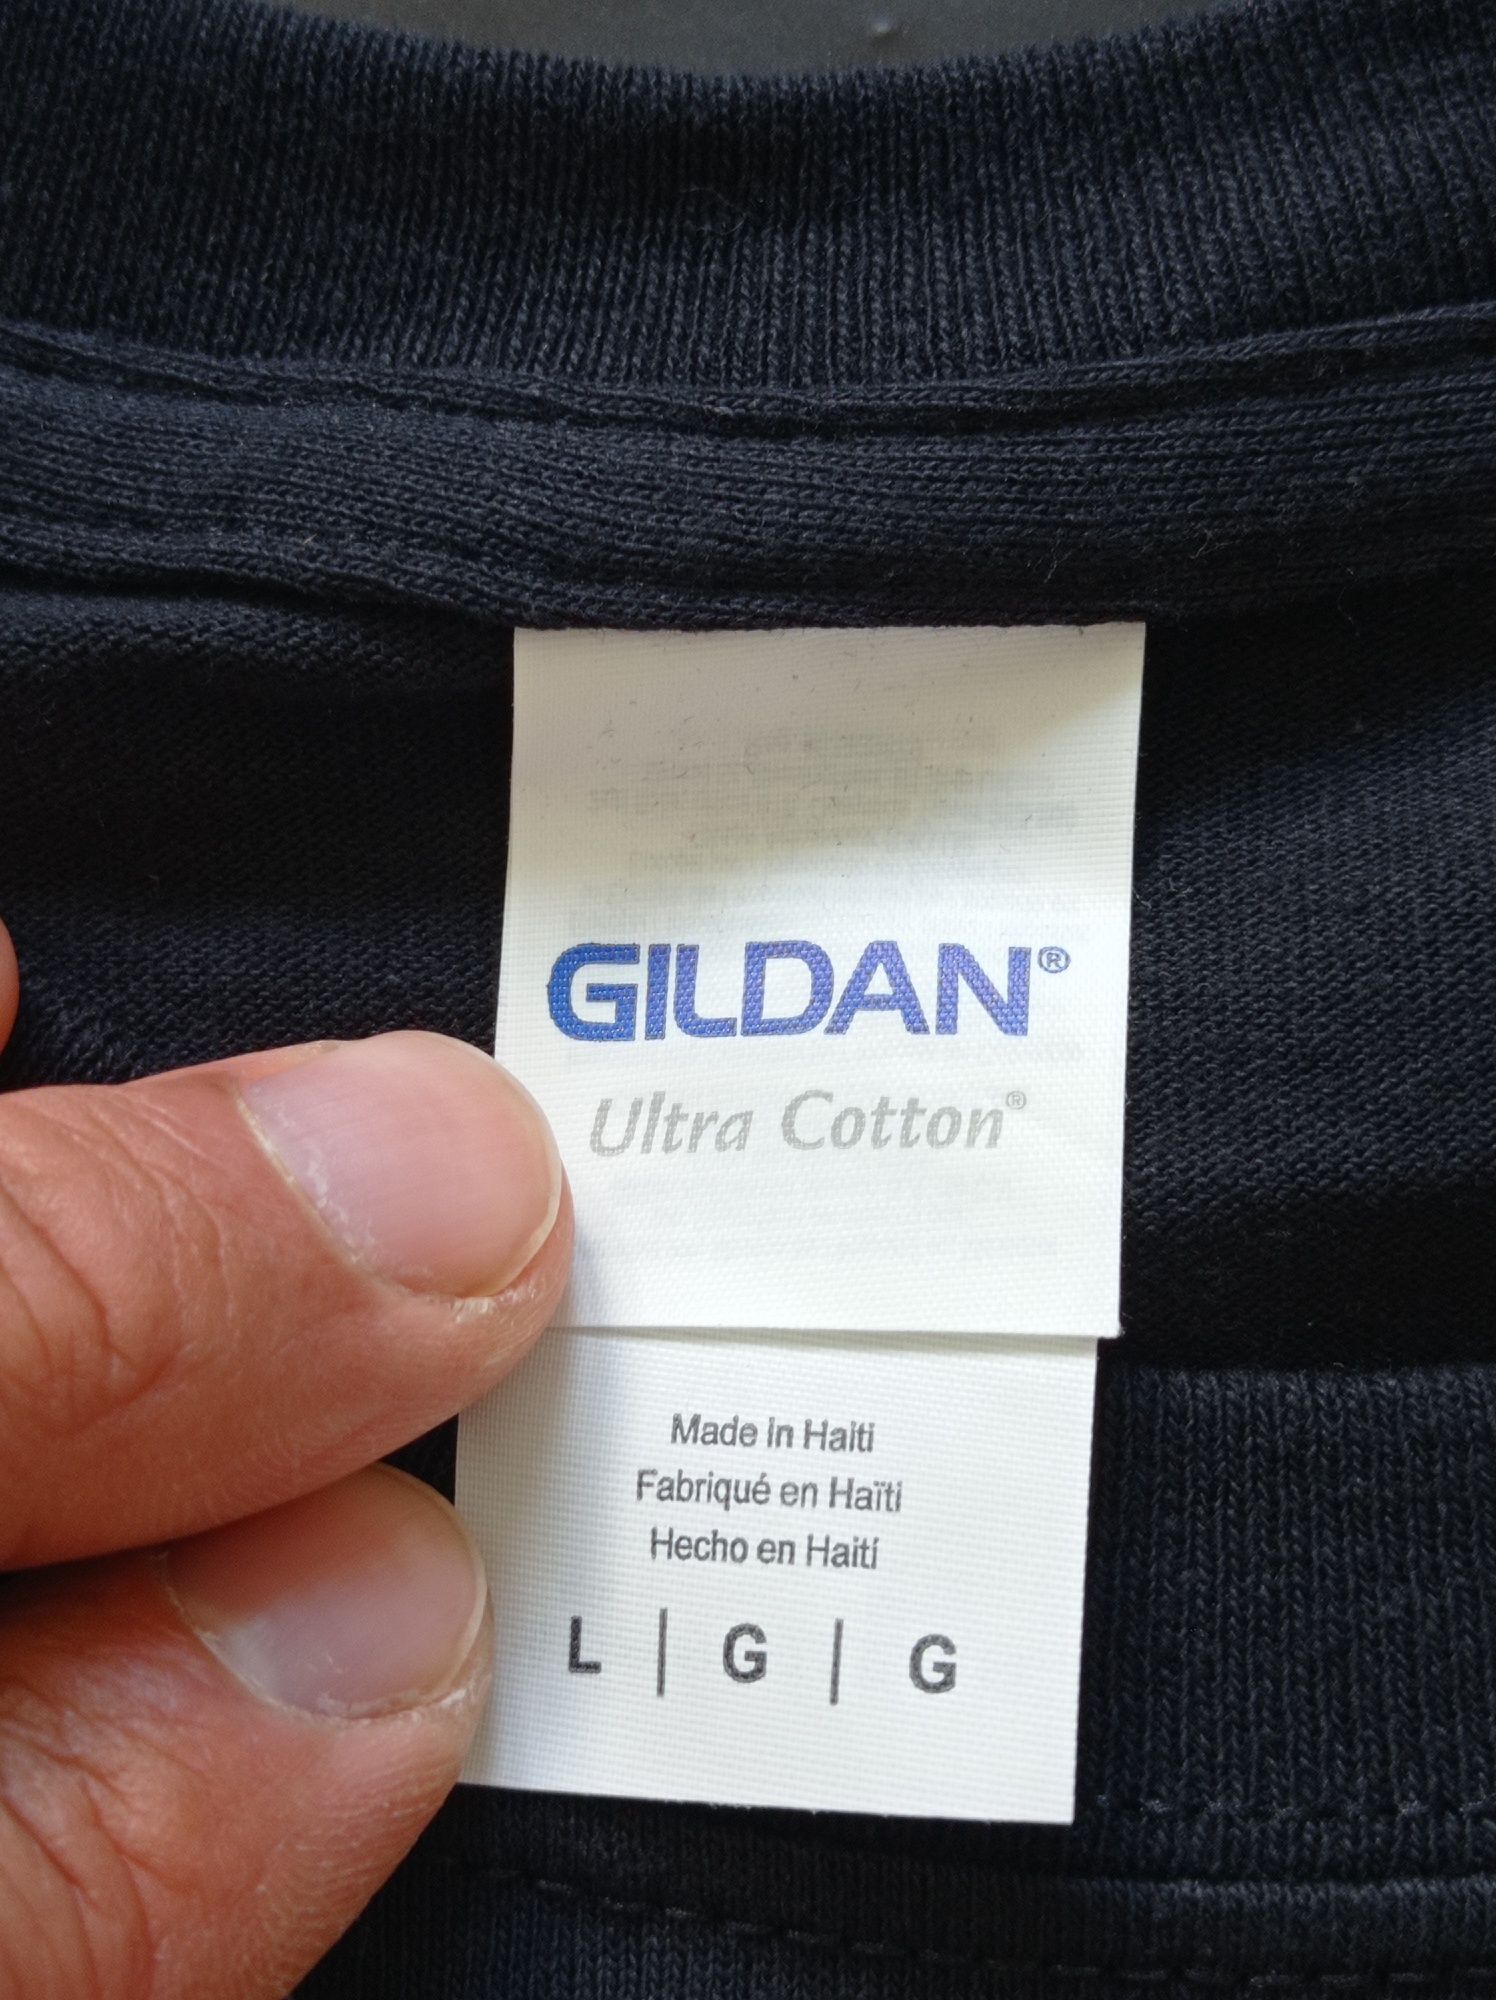 GILDAN®
Ultra Cotton®
Made in Haiti
Fabriqué en Haïti
Hecho en Haití
L | G | G